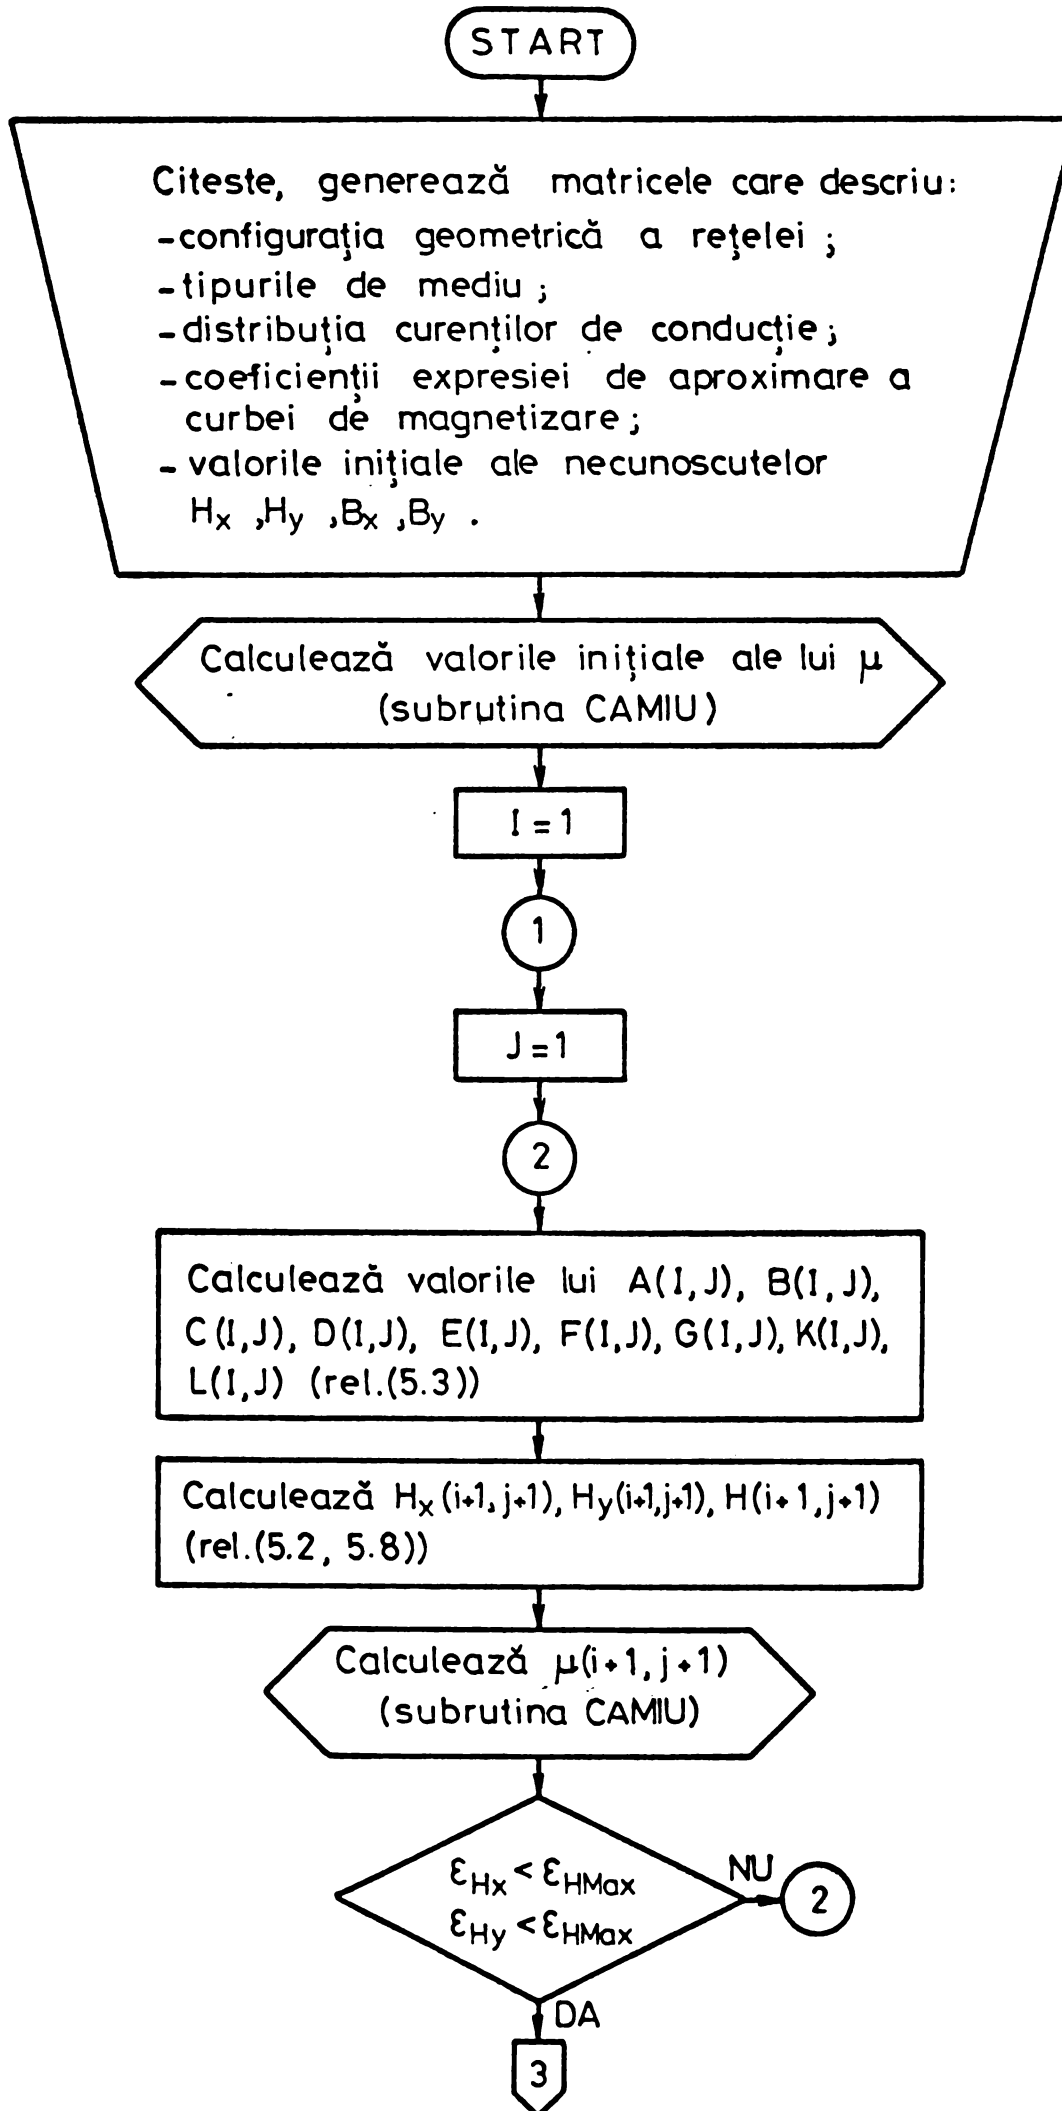 START
Citeste, generează matricele care descriu:
-configurația geometrică a rețelei ;
-tipurile de mediu ;
-distribuția curenților de conducție;
-coeficienții expresiei de aproximare a
curbei de magnetizare;
- valorile inițiale ale necunoscutelor
Hx ,Hy ,Bx ,By .
Calculează valorile inițiale ale lui μ
(subrutina CAMIU)
I = 1
1
J = 1
2
Calculează valorile lui A(I,J), B(I,J),
C(I,J), D(I,J), E(I,J), F(I,J), G(I,J), K(I,J),
L(I,J) (rel.(5.3))
Calculează Hx(i+1,j+1), Hy(i+1,j+1), H(i+1,j+1)
(rel.(5.2, 5.8))
Calculează μ(i+1, j+1)
(subrutina CAMIU)
εHx < εHMax
NU
2
εHy < εHMax
DA
3